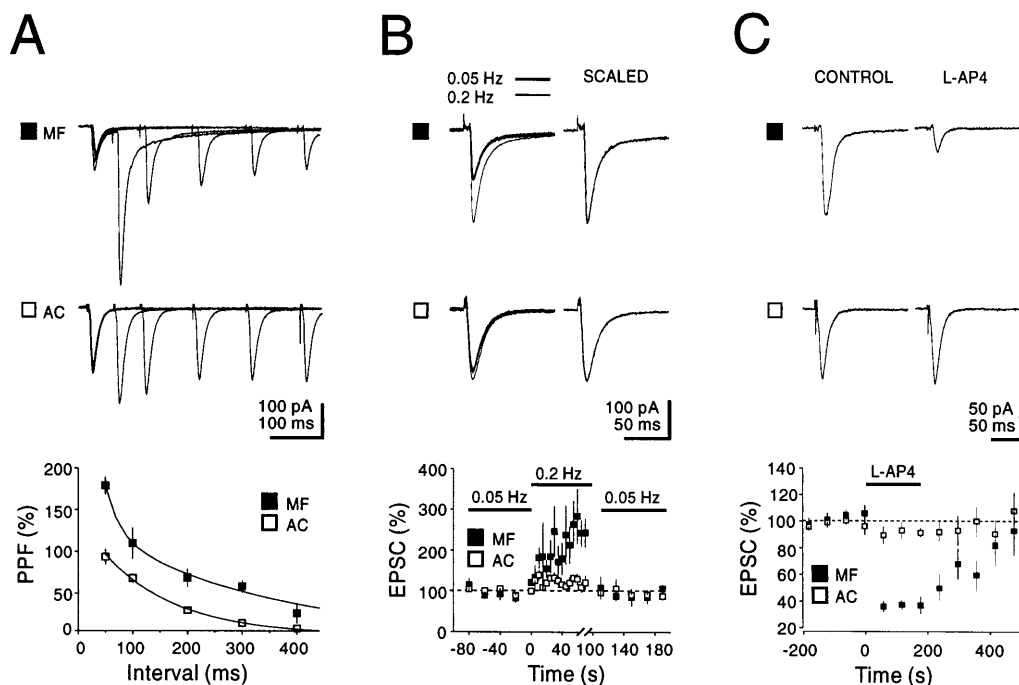 A
MF
AC
100 pA
100 ms
200
150
100
50
0
PPF (%)
MF
AC
0 100 200 300 400
Interval (ms)
B
0.05 Hz
0.2 Hz
SCALED
100 pA
50 ms
400
300
200
100
0
EPSC (%)
0.05 Hz
0.2 Hz
0.05 Hz
MF
AC
-80 -40 0 40 80 100 140 180
Time (s)
C
CONTROL
L-AP4
50 pA
50 ms
140
120
100
80
60
40
20
EPSC (%)
L-AP4
MF
AC
-200 0 200 400
Time (s)